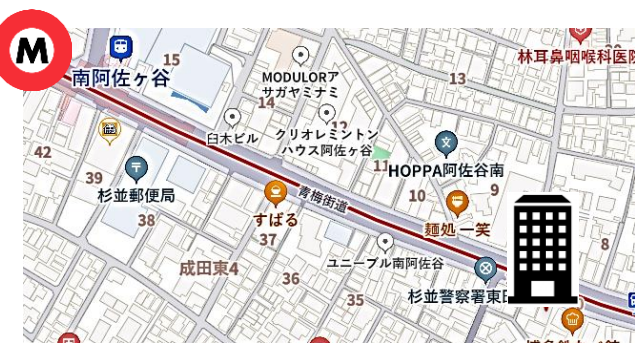 M
南阿佐ケ谷
15
MODULORア
サガヤミナミ
林耳鼻咽喉科医院
13
14
臼木ビル
12
クリオレミントン
ハウス阿佐ヶ谷
11
HOPPA阿佐谷南
42
39
杉並郵便局
38
すばる
青梅街道
10
9
麺処 一笑
37
成田東4
36
ユニーブル南阿佐谷
8
35
杉並警察署東田